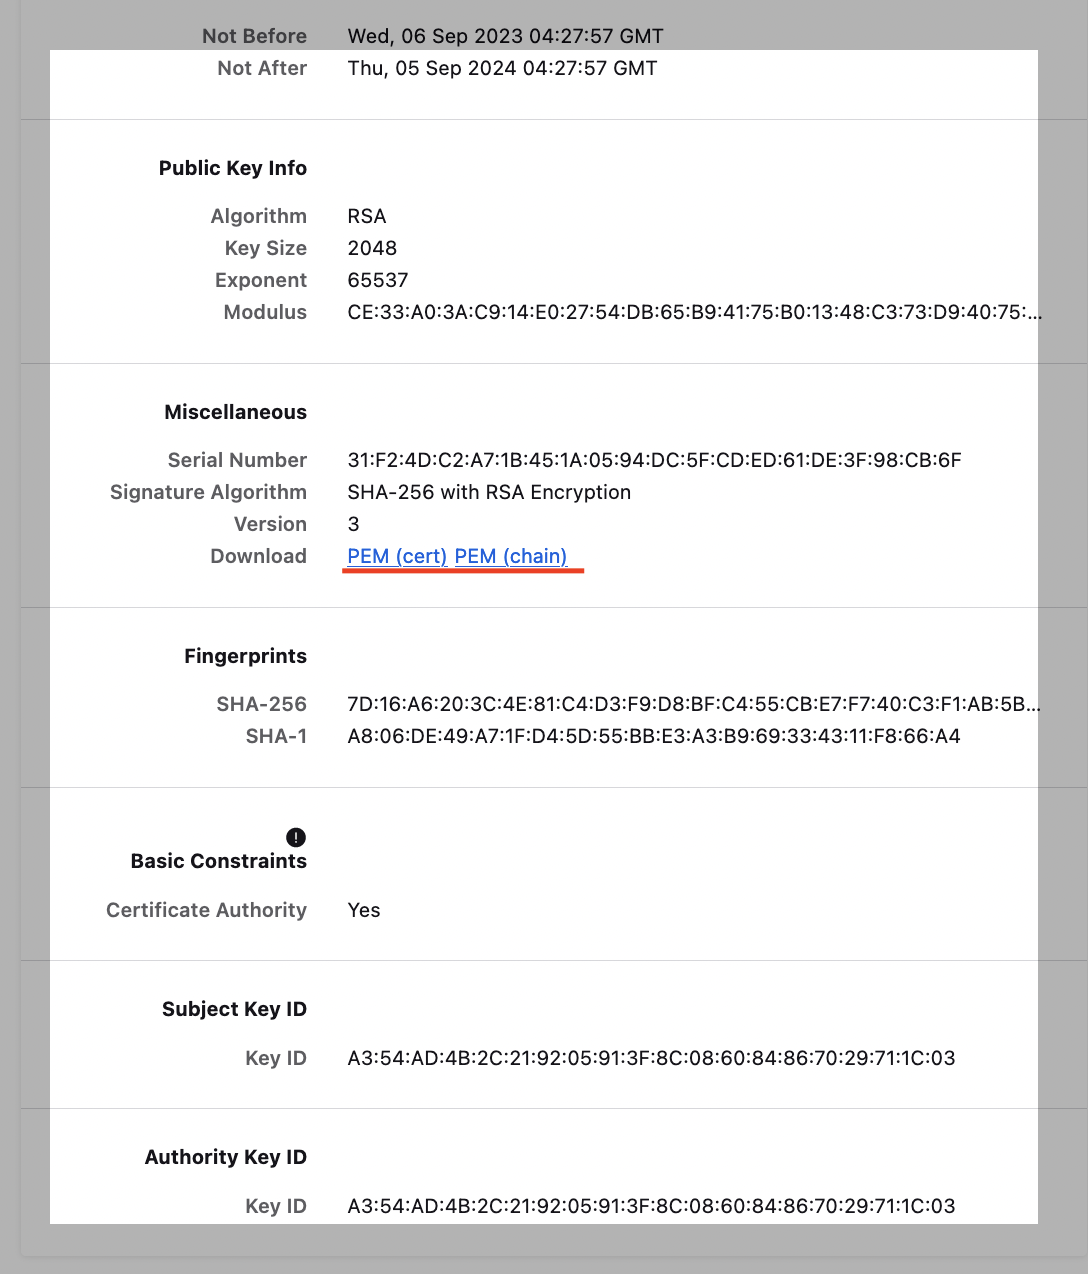 Not Before Wed, 06 Sep 2023 04:27:57 GMT
Not After Thu, 05 Sep 2024 04:27:57 GMT
Public Key Info
Algorithm RSA
Key Size 2048
Exponent 65537
Modulus CE:33:A0:3A:C9:14:E0:27:54:DB:65:B9:41:75:B0:13:48:C3:73:D9:40:75:...
Miscellaneous
Serial Number 31:F2:4D:C2:A7:1B:45:1A:05:94:DC:5F:CD:ED:61:DE:3F:98:CB:6F
Signature Algorithm SHA-256 with RSA Encryption
Version 3
Download PEM (cert) PEM (chain)
Fingerprints
SHA-256 7D:16:A6:20:3C:4E:81:C4:D3:F9:D8:BF:C4:55:CB:E7:F7:40:C3:F1:AB:5B...
SHA-1 A8:06:DE:49:A7:1F:D4:5D:55:BB:E3:A3:B9:69:33:43:11:F8:66:A4
Basic Constraints
Certificate Authority Yes
Subject Key ID
Key ID A3:54:AD:4B:2C:21:92:05:91:3F:8C:08:60:84:86:70:29:71:1C:03
Authority Key ID
Key ID A3:54:AD:4B:2C:21:92:05:91:3F:8C:08:60:84:86:70:29:71:1C:03